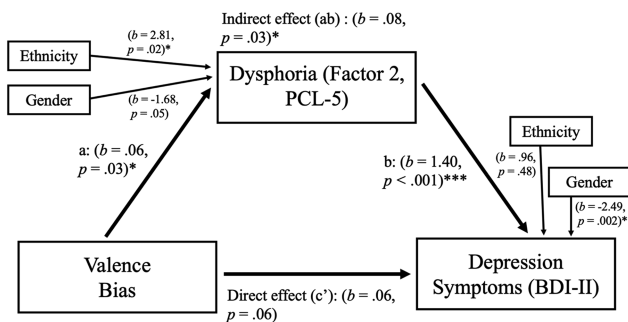 Indirect effect (ab) : (b = .08,
p = .03)*
(b = 2.81,
p = .02)*
Ethnicity
Gender
(b = -1.68,
p = .05)
Dysphoria (Factor 2,
PCL-5)
a: (b = .06,
p = .03)*
b: (b = 1.40,
p < .001)***
Ethnicity
(b = .96,
p = .48)
Gender
(b = -2.49,
p = .002)*
Valence
Bias
Direct effect (c’): (b = .06,
p = .06)
Depression
Symptoms (BDI-II)